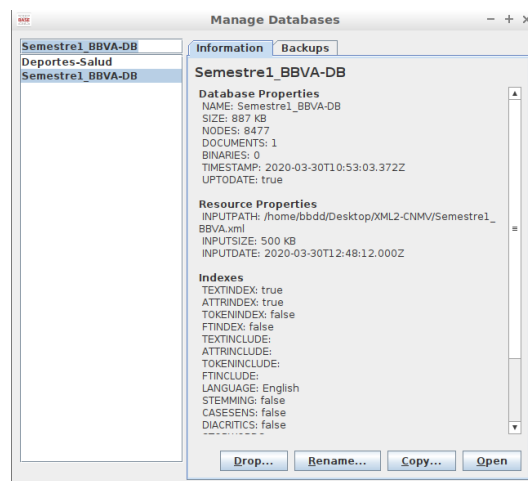 BASE
Manage Databases
Semestre1_BBVA-DB
Deportes-Salud
Semestre1_BBVA-DB
Information
Backups
Semestre1_BBVA-DB
Database Properties
NAME: Semestre1_BBVA-DB
SIZE: 887 KB
NODES: 8477
DOCUMENTS: 1
BINARIES: 0
TIMESTAMP: 2020-03-30T10:53:03.372Z
UPTODATE: true
Resource Properties
INPUTPATH: /home/bbdd/Desktop/XML2-CNMV/Semestre1_
BBVA.xml
INPUTSIZE: 500 KB
INPUTDATE: 2020-03-30T12:48:12.000Z
Indexes
TEXTINDEX: true
ATTRINDEX: true
TOKENINDEX: false
FTINDEX: false
TEXTINCLUDE:
ATTRINCLUDE:
TOKENINCLUDE:
FTINCLUDE:
LANGUAGE: English
STEMMING: false
CASESENS: false
DIACRITICS: false
Drop...
Rename...
Copy...
Open